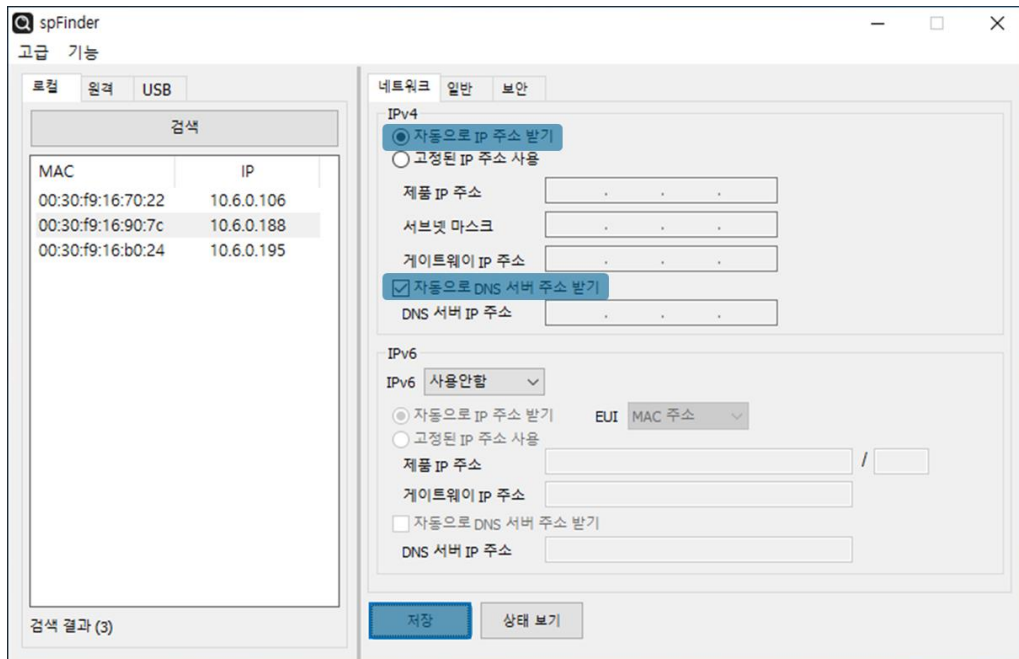 spFinder
고급 기능
로컬 원격 USB
검색
MAC IP
00:30:f9:16:70:22 10.6.0.106
00:30:f9:16:90:7c 10.6.0.188
00:30:f9:16:b0:24 10.6.0.195
검색 결과 (3)
네트워크 일반 보안
IPv4
자동으로 IP 주소 받기
고정된 IP 주소 사용
제품 IP 주소 . . .
서브넷 마스크 . . .
게이트웨이 IP 주소 . . .
자동으로 DNS 서버 주소 받기
DNS 서버 IP 주소 . . .
IPv6
IPv6 사용안함
자동으로 IP 주소 받기 EUI MAC 주소
고정된 IP 주소 사용
제품 IP 주소 /
게이트웨이 IP 주소
자동으로 DNS 서버 주소 받기
DNS 서버 IP 주소
저장 상태 보기